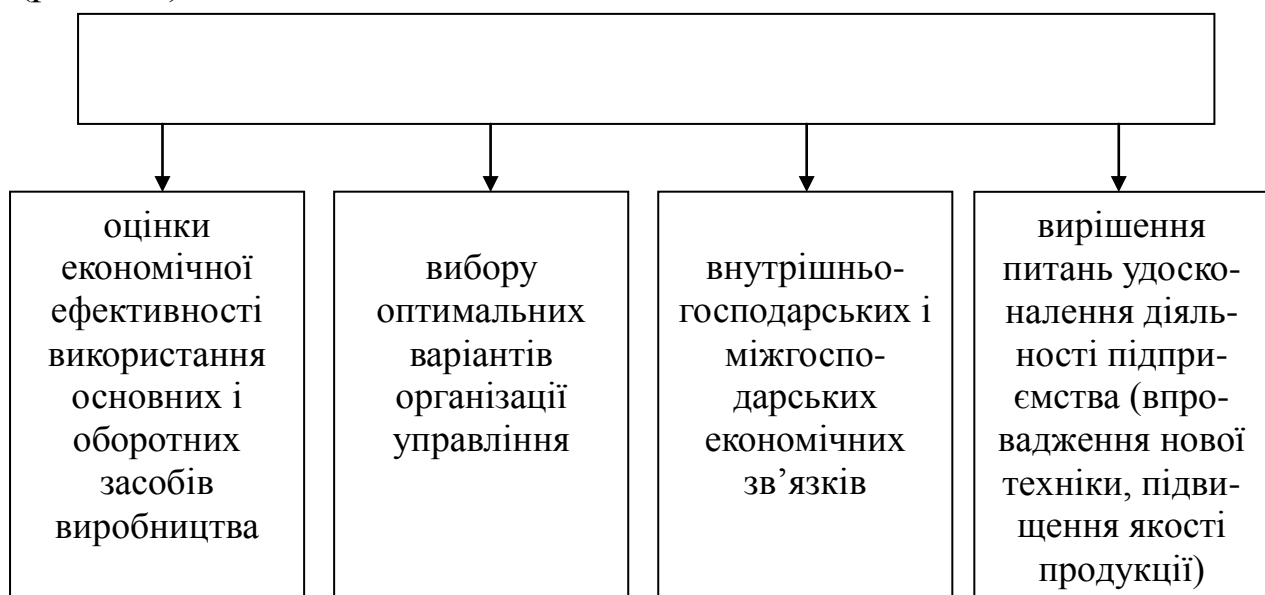 оцінки
економічної
ефективності
використання
основних і
оборотних
засобів
виробництва
вибору
оптимальних
варіантів
організації
управління
внутрішньо-
господарських і
міжгоспо-
дарських
економічних
зв’язків
вирішення
питань удоско-
налення діяль-
ності підпри-
ємства (впро-
вадження нової
техніки, підви-
щення якості
продукції)